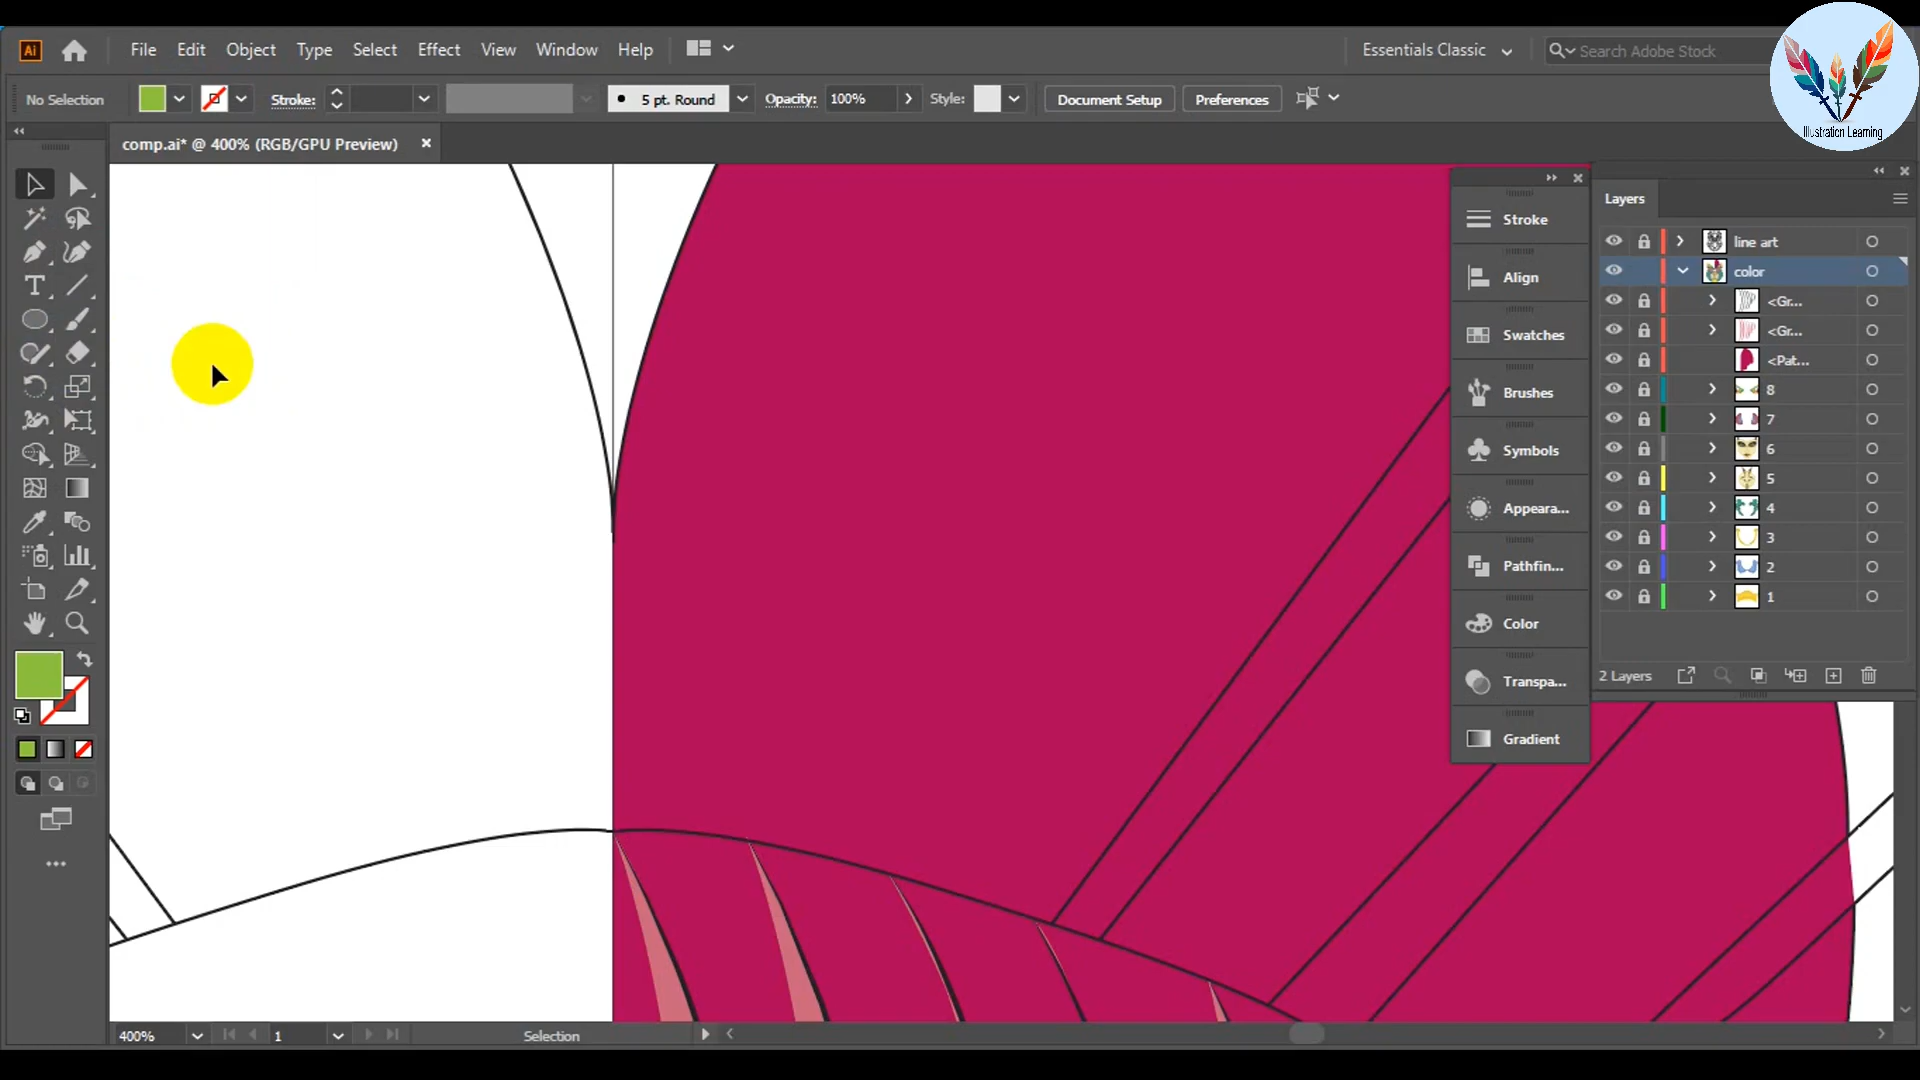 Ai File Edit Object Type Select Effect View Window Help Essentials Classic Search Adobe Stock
Illustration Learning
No Selection Stroke: 5 pt. Round Opacity: 100% Style: Document Setup Preferences
comp.ai* @ 400% (RGB/GPU Preview)
Stroke
Align
Swatches
Brushes
Symbols
Appeara...
Pathfin...
Color
Transpa...
Gradient
Layers
line art
color
<Gr...
<Gr...
<Pat...
8
7
6
5
4
3
2
1
2 Layers
400% 1 Selection